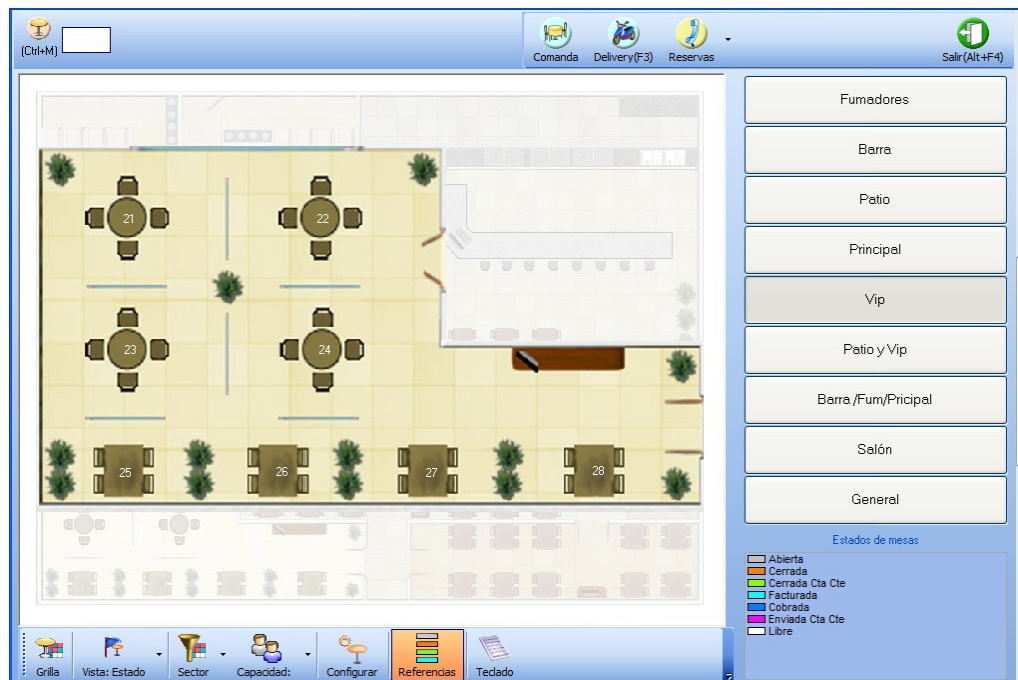 (Ctrl+M)
Comanda
Delivery(F3)
Reservas
Salir(Alt+F4)
21
22
23
24
25
26
27
28
Fumadores
Barra
Patio
Principal
Vip
Patio y Vip
Barra /Fum/Pricipal
Salón
General
Estados de mesas
Abierta
Cerrada
Cerrada Cta Cte
Facturada
Cobrada
Enviada Cta Cte
Libre
Grilla
Vista: Estado
Sector
Capacidad:
Configurar
Referencias
Teclado